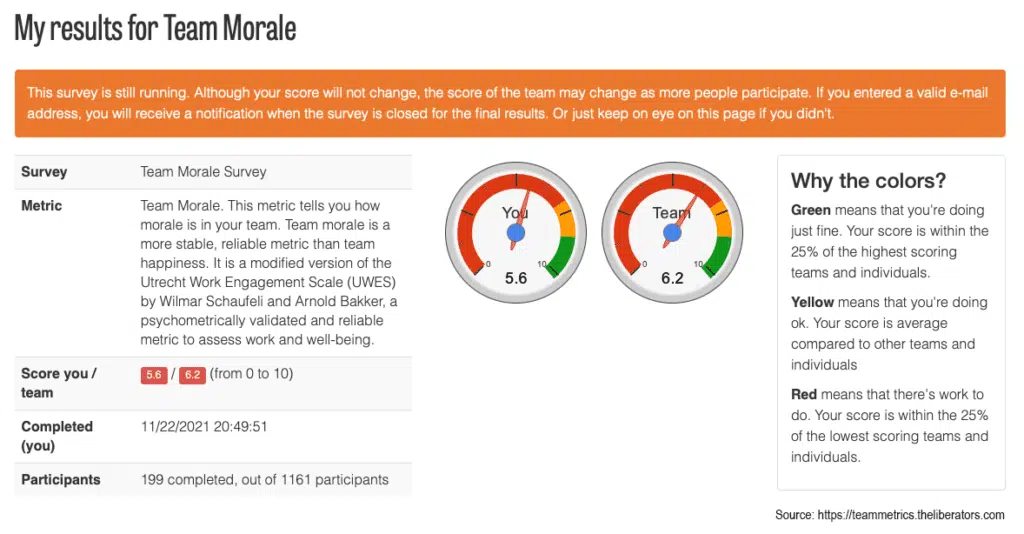 My results for Team Morale
This survey is still running. Although your score will not change, the score of the team may change as more people participate. If you entered a valid e-mail
address, you will receive a notification when the survey is closed for the final results. Or just keep on eye on this page if you didn't.
Survey Team Morale Survey
Metric Team Morale. This metric tells you how
morale is in your team. Team morale is a
more stable, reliable metric than team
happiness. It is a modified version of the
Utrecht Work Engagement Scale (UWES)
by Wilmar Schaufeli and Arnold Bakker, a
psychometrically validated and reliable
metric to assess work and well-being.
Score you / 5.6 / 6.2 (from 0 to 10)
team
Completed 11/22/2021 20:49:51
(you)
Participants 199 completed, out of 1161 participants
You
0 10
5.6
Team
0 10
6.2
Why the colors?
Green means that you're doing
just fine. Your score is within the
25% of the highest scoring
teams and individuals.
Yellow means that you're doing
ok. Your score is average
compared to other teams and
individuals
Red means that there's work to
do. Your score is within the 25%
of the lowest scoring teams and
individuals.
Source: https://teammetrics.theliberators.com